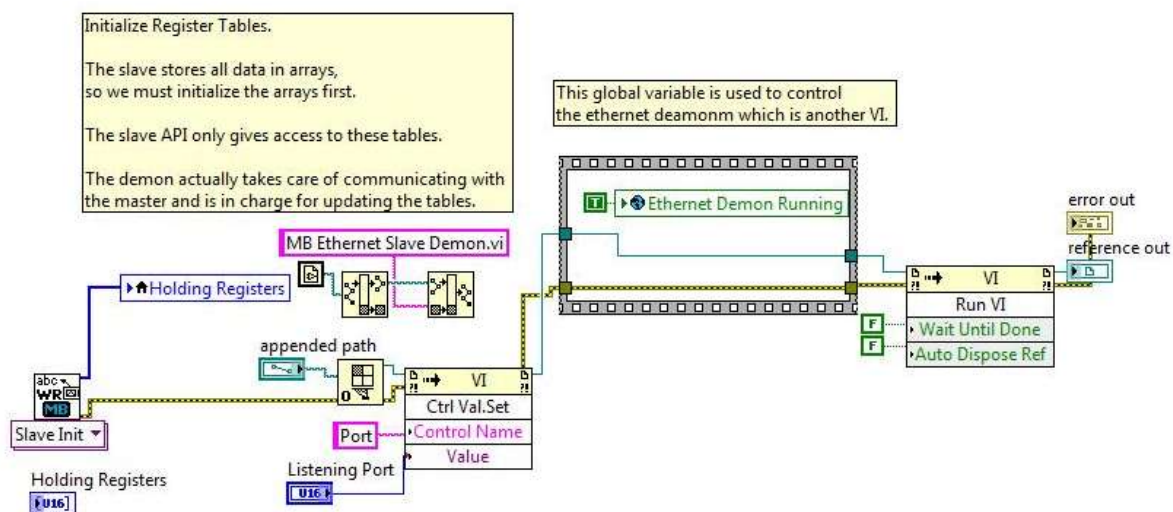 Initialize Register Tables.
The slave stores all data in arrays,
so we must initialize the arrays first.
The slave API only gives access to these tables.
The demon actually takes care of communicating with
the master and is in charge for updating the tables.
This global variable is used to control
the ethernet deamonm which is another VI.
T
Ethernet Demon Running
error out
reference out
MB Ethernet Slave Demon.vi
Holding Registers
VI
Run VI
F
Wait Until Done
F
Auto Dispose Ref
appended path
abc
WR
MB
Slave Init
VI
Ctrl Val.Set
Port
Control Name
Value
Listening Port
U16
Holding Registers
U16